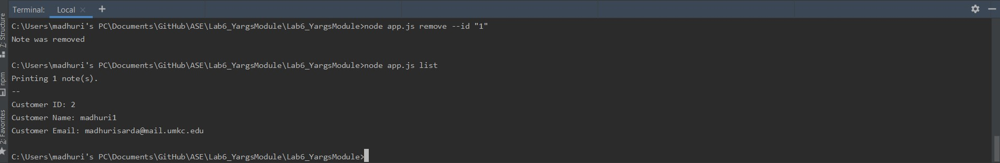 Terminal: Local × +
C:\Users\madhuri's PC\Documents\GitHub\ASE\Lab6_YargsModule\Lab6_YargsModule>node app.js remove --id "1"
Note was removed
C:\Users\madhuri's PC\Documents\GitHub\ASE\Lab6_YargsModule\Lab6_YargsModule>node app.js list
Printing 1 note(s).
--
Customer ID: 2
Customer Name: madhuri1
Customer Email: madhurisarda@mail.umkc.edu
C:\Users\madhuri's PC\Documents\GitHub\ASE\Lab6_YargsModule\Lab6_YargsModule>
7: Structure
npm
2: Favorites